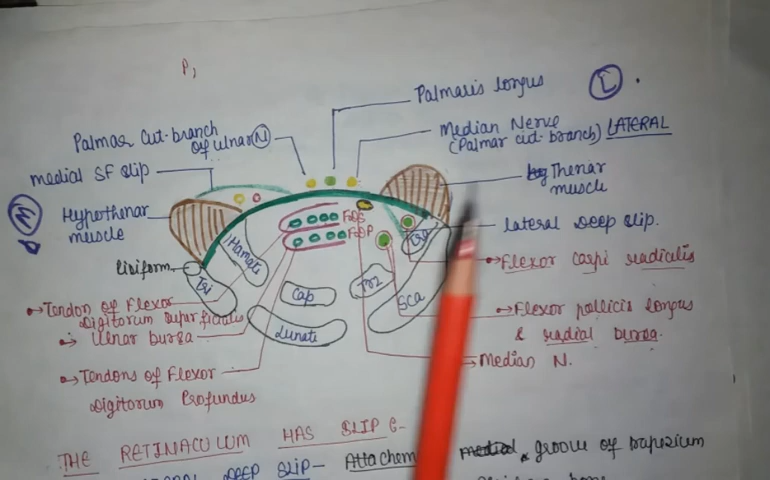 P,
Palmaris longus
L
Palmar cut-branch
of ulnar N
Median Nerve
(Palmar cut-branch) LATERAL
medial SF slip
Thenar
muscle
M
Hypothenar
muscle
FDS
FDP
lateral Deep slip.
Hamate
Pisiform
Tri
Cap
Lunate
Sca
Flexor carpi radialis
Tendon of Flexor
Digitorum superficialis
Ulnar bursa
Flexor pollicis longus
& radial bursa.
Median N.
Tendons of Flexor
Digitorum Profundus
THE RETINACULUM HAS SLIP
DEEP SLIP- Attachem groove of trapezium